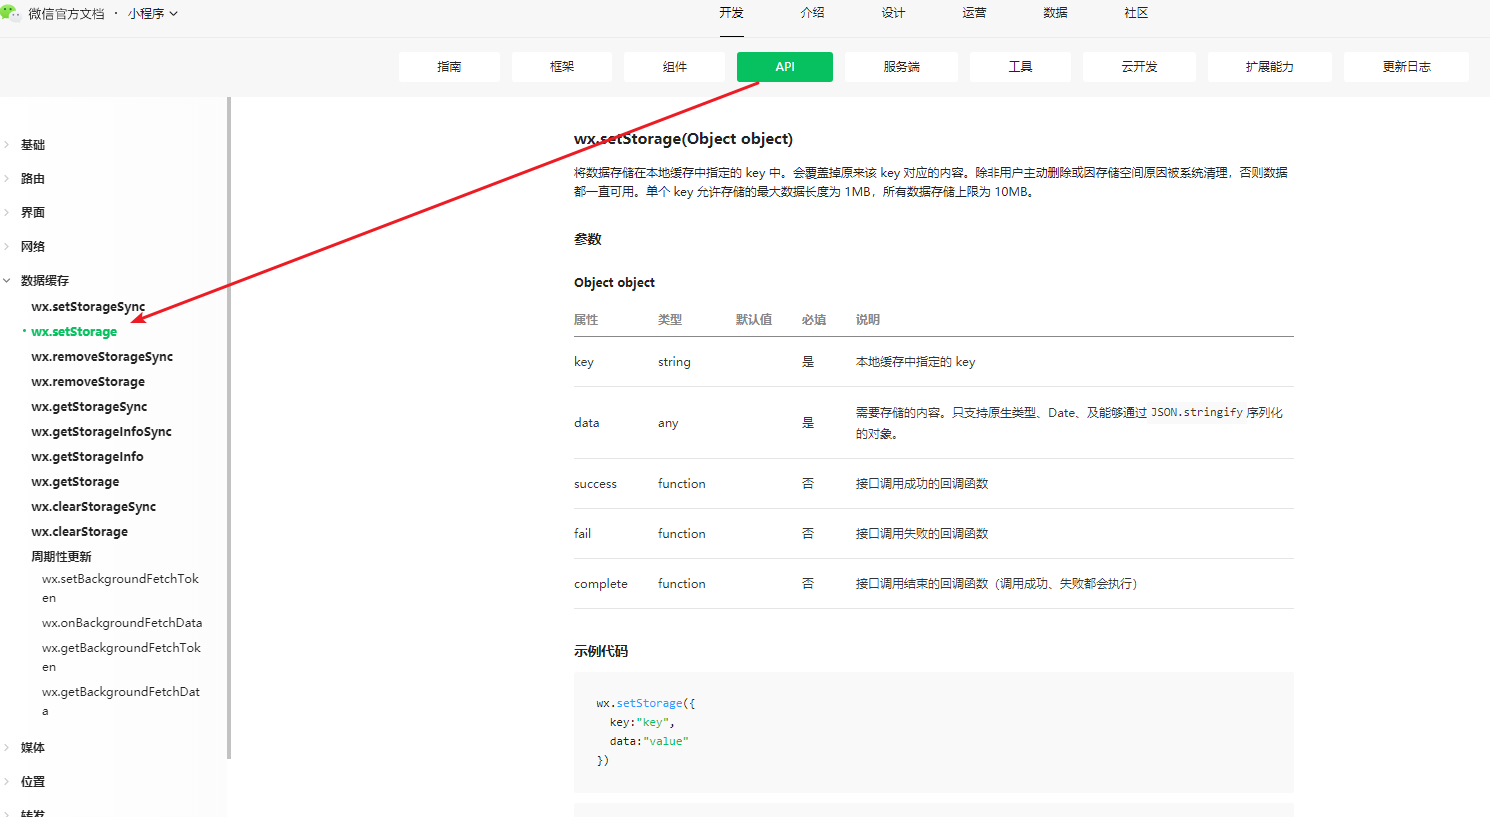 微信官方文档 · 小程序
开发 介绍 设计 运营 数据 社区
指南 框架 组件 API 服务端 工具 云开发 扩展能力 更新日志
基础
路由
界面
网络
数据缓存
wx.setStorageSync
wx.setStorage
wx.removeStorageSync
wx.removeStorage
wx.getStorageSync
wx.getStorageInfoSync
wx.getStorageInfo
wx.getStorage
wx.clearStorageSync
wx.clearStorage
周期性更新
wx.setBackgroundFetchTok
en
wx.onBackgroundFetchData
wx.getBackgroundFetchTok
en
wx.getBackgroundFetchDat
a
媒体
位置
转发
wx.setStorage(Object object)
将数据存储在本地缓存中指定的 key 中。会覆盖掉原来该 key 对应的内容。除非用户主动删除或因存储空间原因被系统清理，否则数据
都一直可用。单个 key 允许存储的最大数据长度为 1MB，所有数据存储上限为 10MB。
参数
Object object
属性 类型 默认值 必填 说明
key string 是 本地缓存中指定的 key
data any 是 需要存储的内容。只支持原生类型、Date、及能够通过 JSON.stringify 序列化
的对象。
success function 否 接口调用成功的回调函数
fail function 否 接口调用失败的回调函数
complete function 否 接口调用结束的回调函数（调用成功、失败都会执行）
示例代码
wx.setStorage({
key:"key",
data:"value"
})